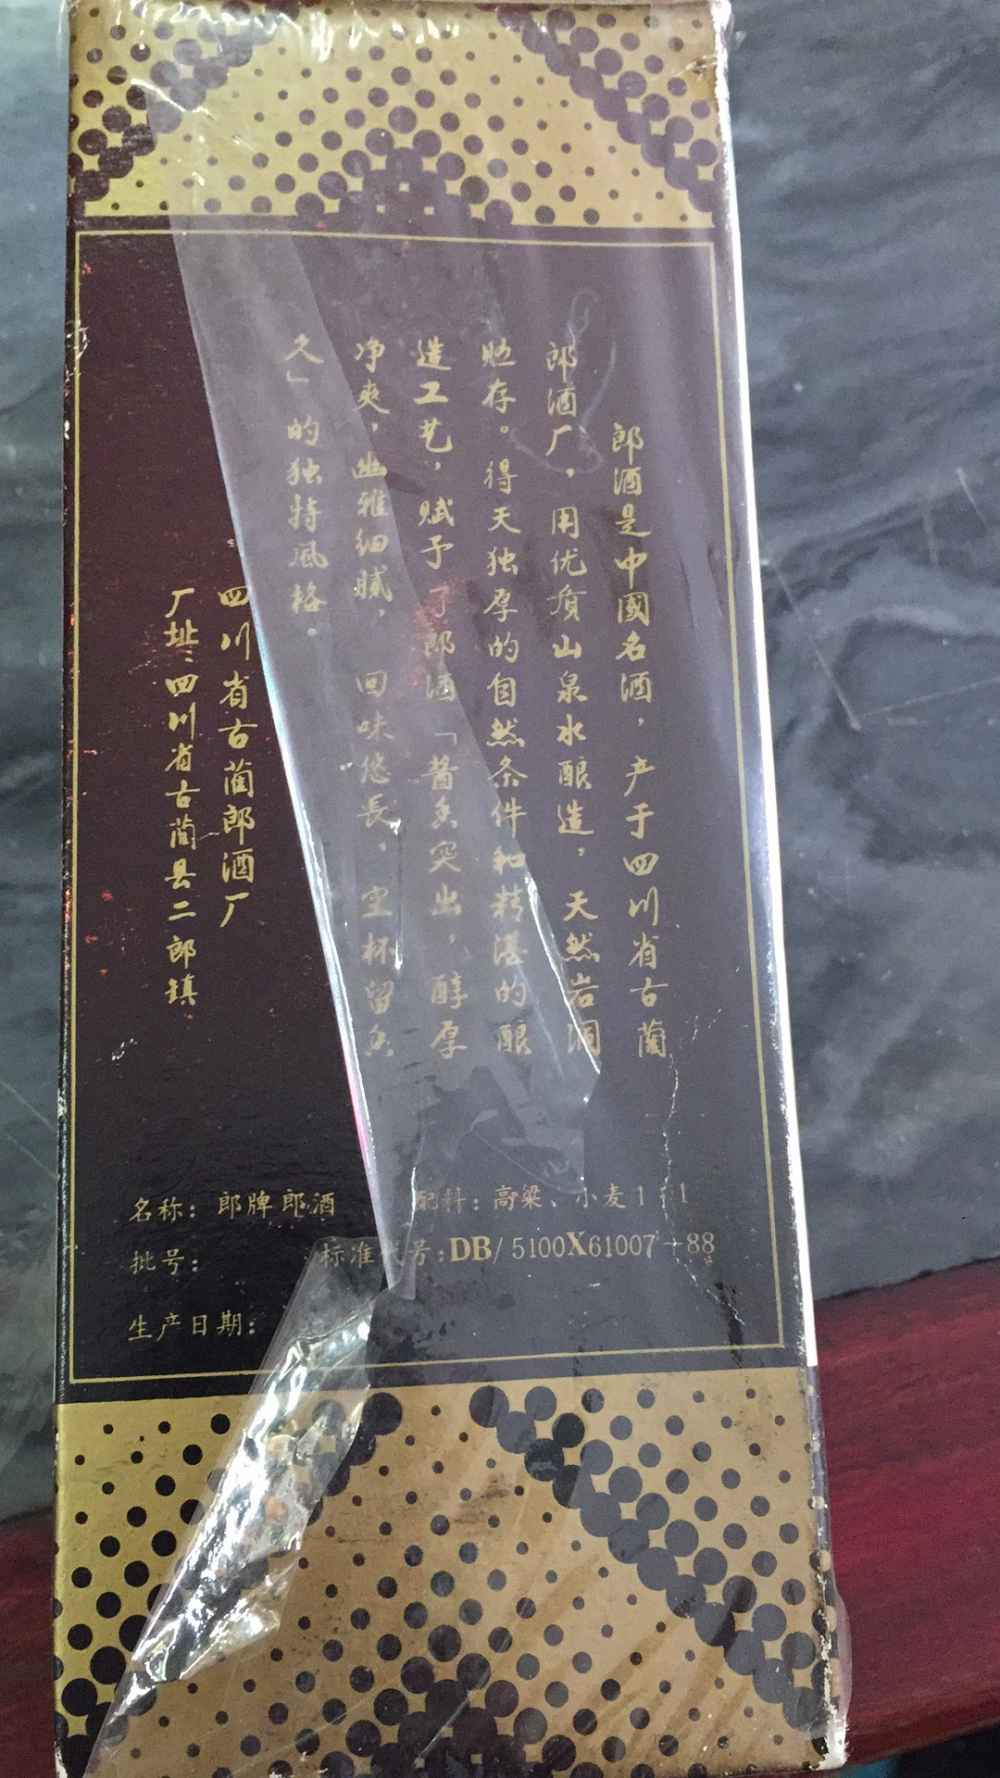 郎酒是中國名酒，产于四川省古蔺
郎酒厂，用优质山泉水酿造，天然岩洞
贮存。得天独厚的自然条件和精湛的酿
造工艺，赋予了郎酒「酱香突出，醇厚
净爽，幽雅细腻，回味悠長，空杯留香
久」的独特风格。
四川省古蔺郎酒厂
厂址：四川省古蔺县二郎镇
名称：郎牌郎酒 配料：高粱、小麦1:1
批号： 标准代号:DB/5100X61007-88
生产日期：